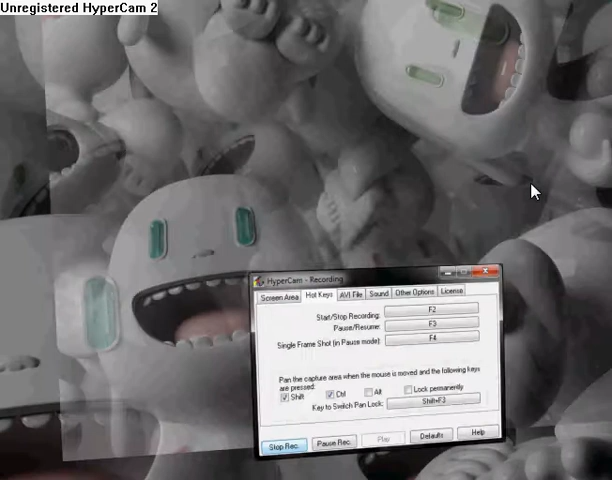 Unregistered HyperCam 2
HyperCam - Recording
Screen Area Hot Keys AVI File Sound Other Options License
Start/Stop Recording: F2
Pause/Resume: F3
Single Frame Shot (in Pause mode): F4
Pan the capture area when the mouse is moved and the following keys
are pressed:
Shift Ctrl Alt Lock permanently
Key to Switch Pan Lock: Shift+F3
Stop Rec. Pause Rec. Play Defaults Help